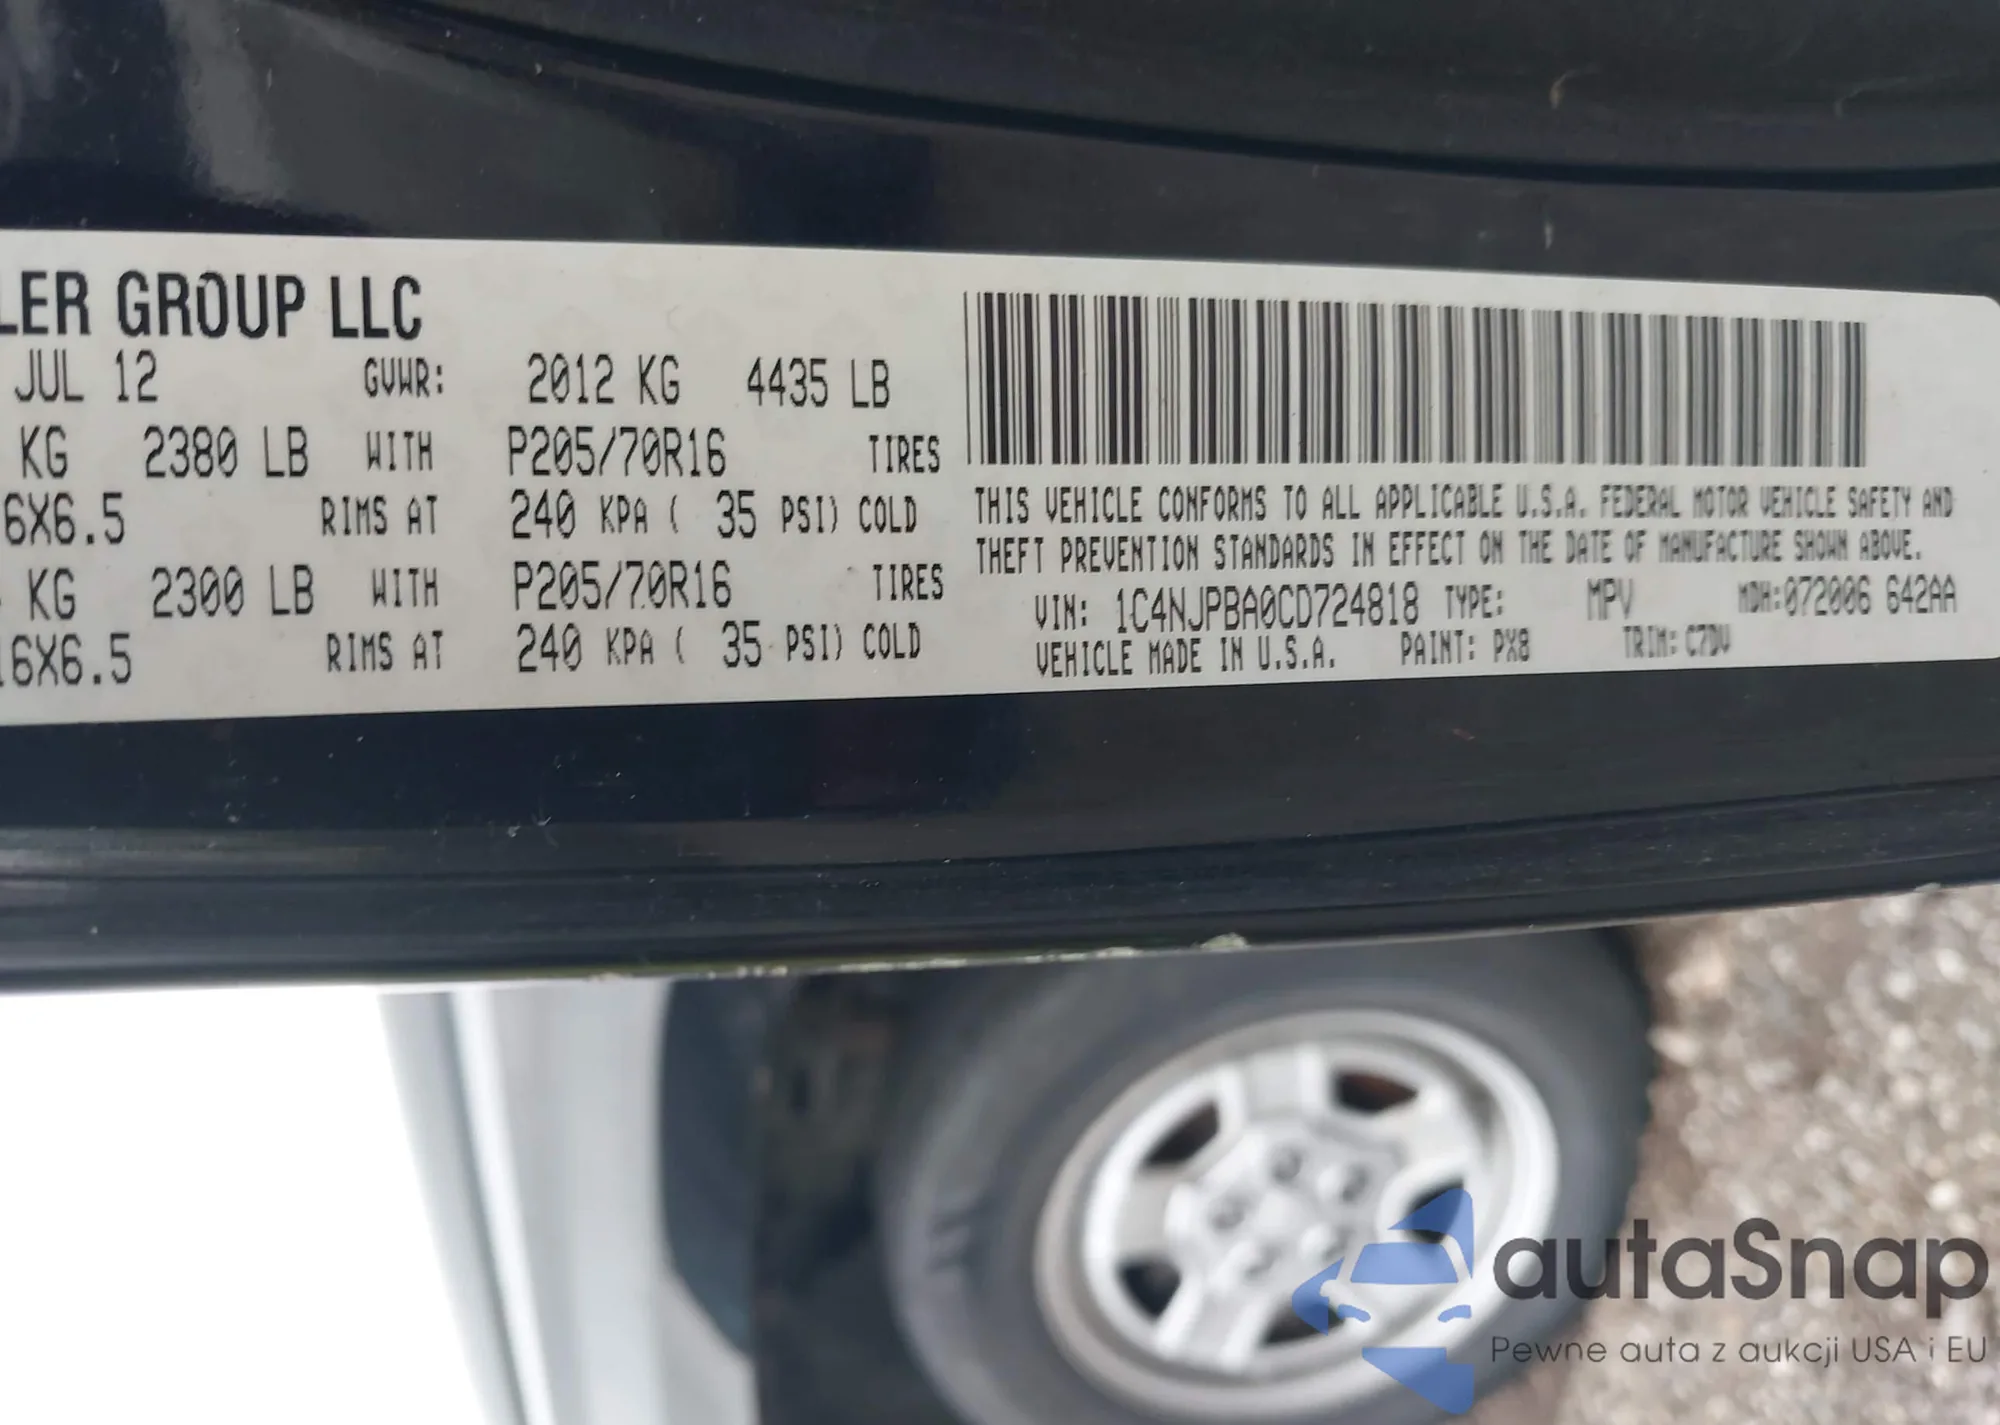 LER GROUP LLC
JUL 12 GVWR: 2012 KG 4435 LB
KG 2380 LB WITH P205/70R16 TIRES
6X6.5 RIMS AT 240 KPA ( 35 PSI) COLD
KG 2300 LB WITH P205/70R16 TIRES
16X6.5 RIMS AT 240 KPA ( 35 PSI) COLD
THIS VEHICLE CONFORMS TO ALL APPLICABLE U.S.A. FEDERAL MOTOR VEHICLE SAFETY AND
THEFT PREVENTION STANDARDS IN EFFECT ON THE DATE OF MANUFACTURE SHOWN ABOVE.
VIN: 1C4NJPBA0CD724818 TYPE: MPV MDH:072006 642AA
VEHICLE MADE IN U.S.A. PAINT: PX8 TRIM: C7DV
autaSnap
Pewne auta z aukcji USA i EU